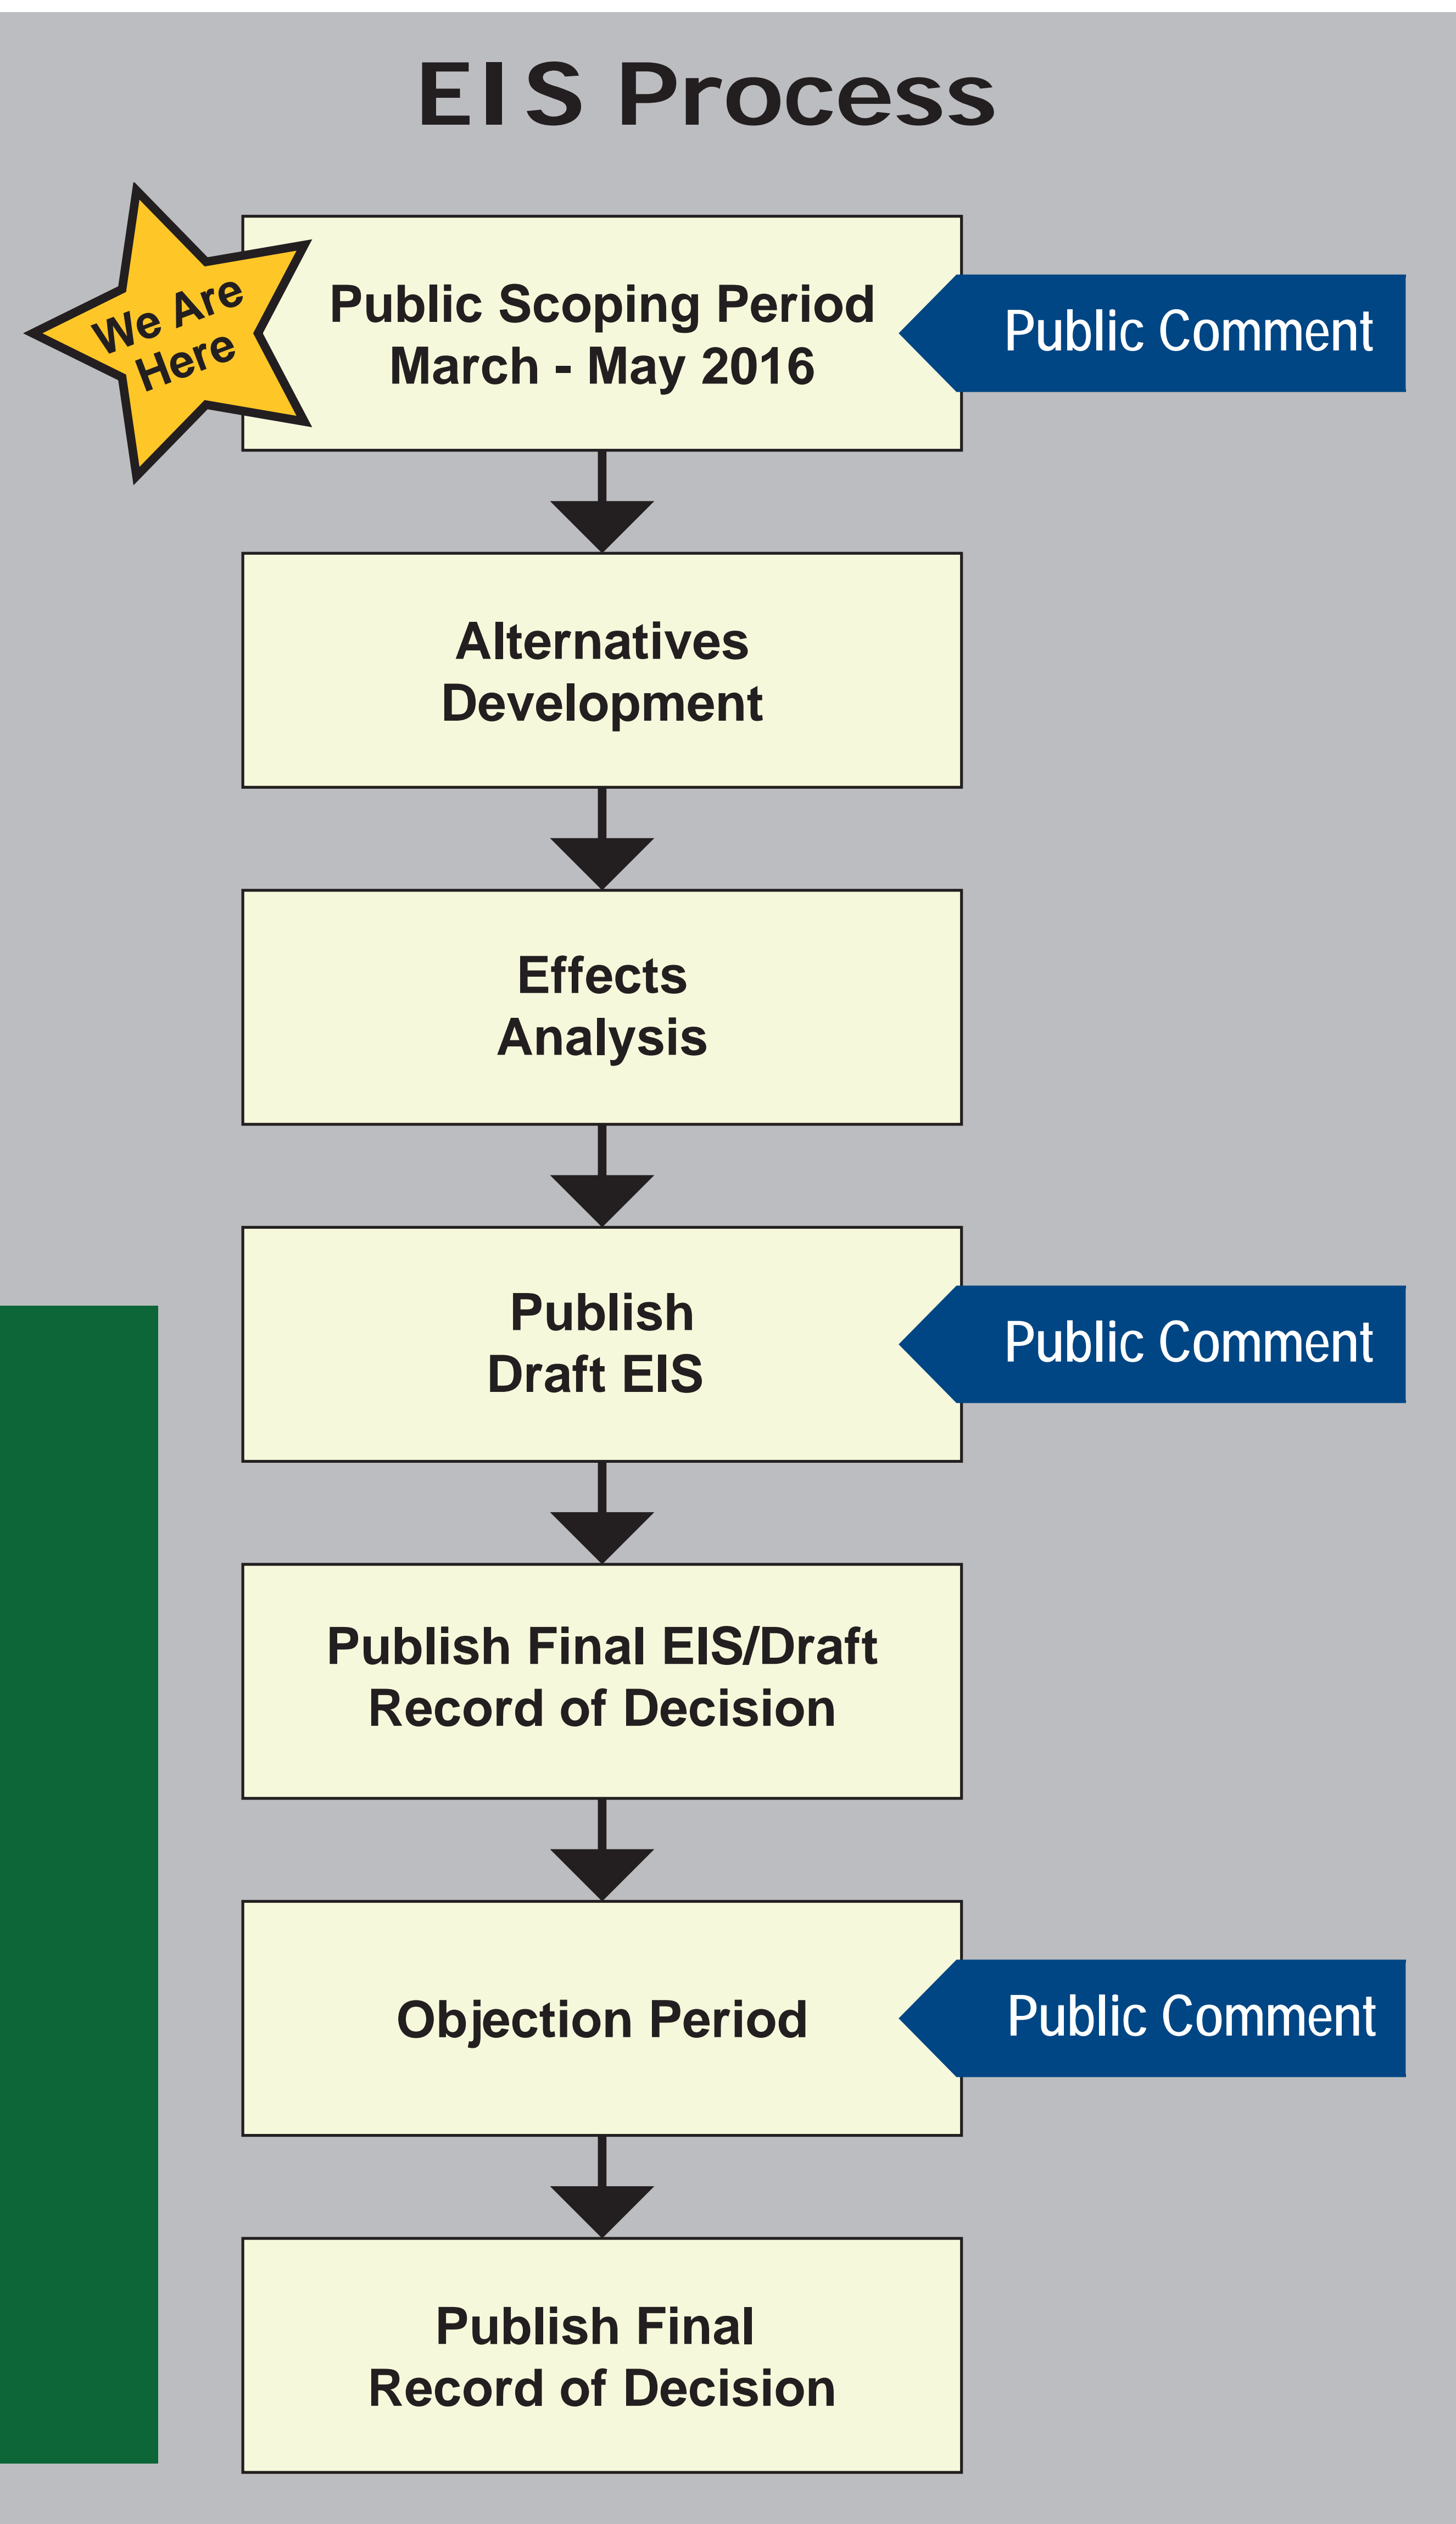 EIS Process
We Are
Here
Public Scoping Period
March - May 2016
Public Comment
Alternatives
Development
Effects
Analysis
Publish
Draft EIS
Public Comment
Publish Final EIS/Draft
Record of Decision
Objection Period
Public Comment
Publish Final
Record of Decision